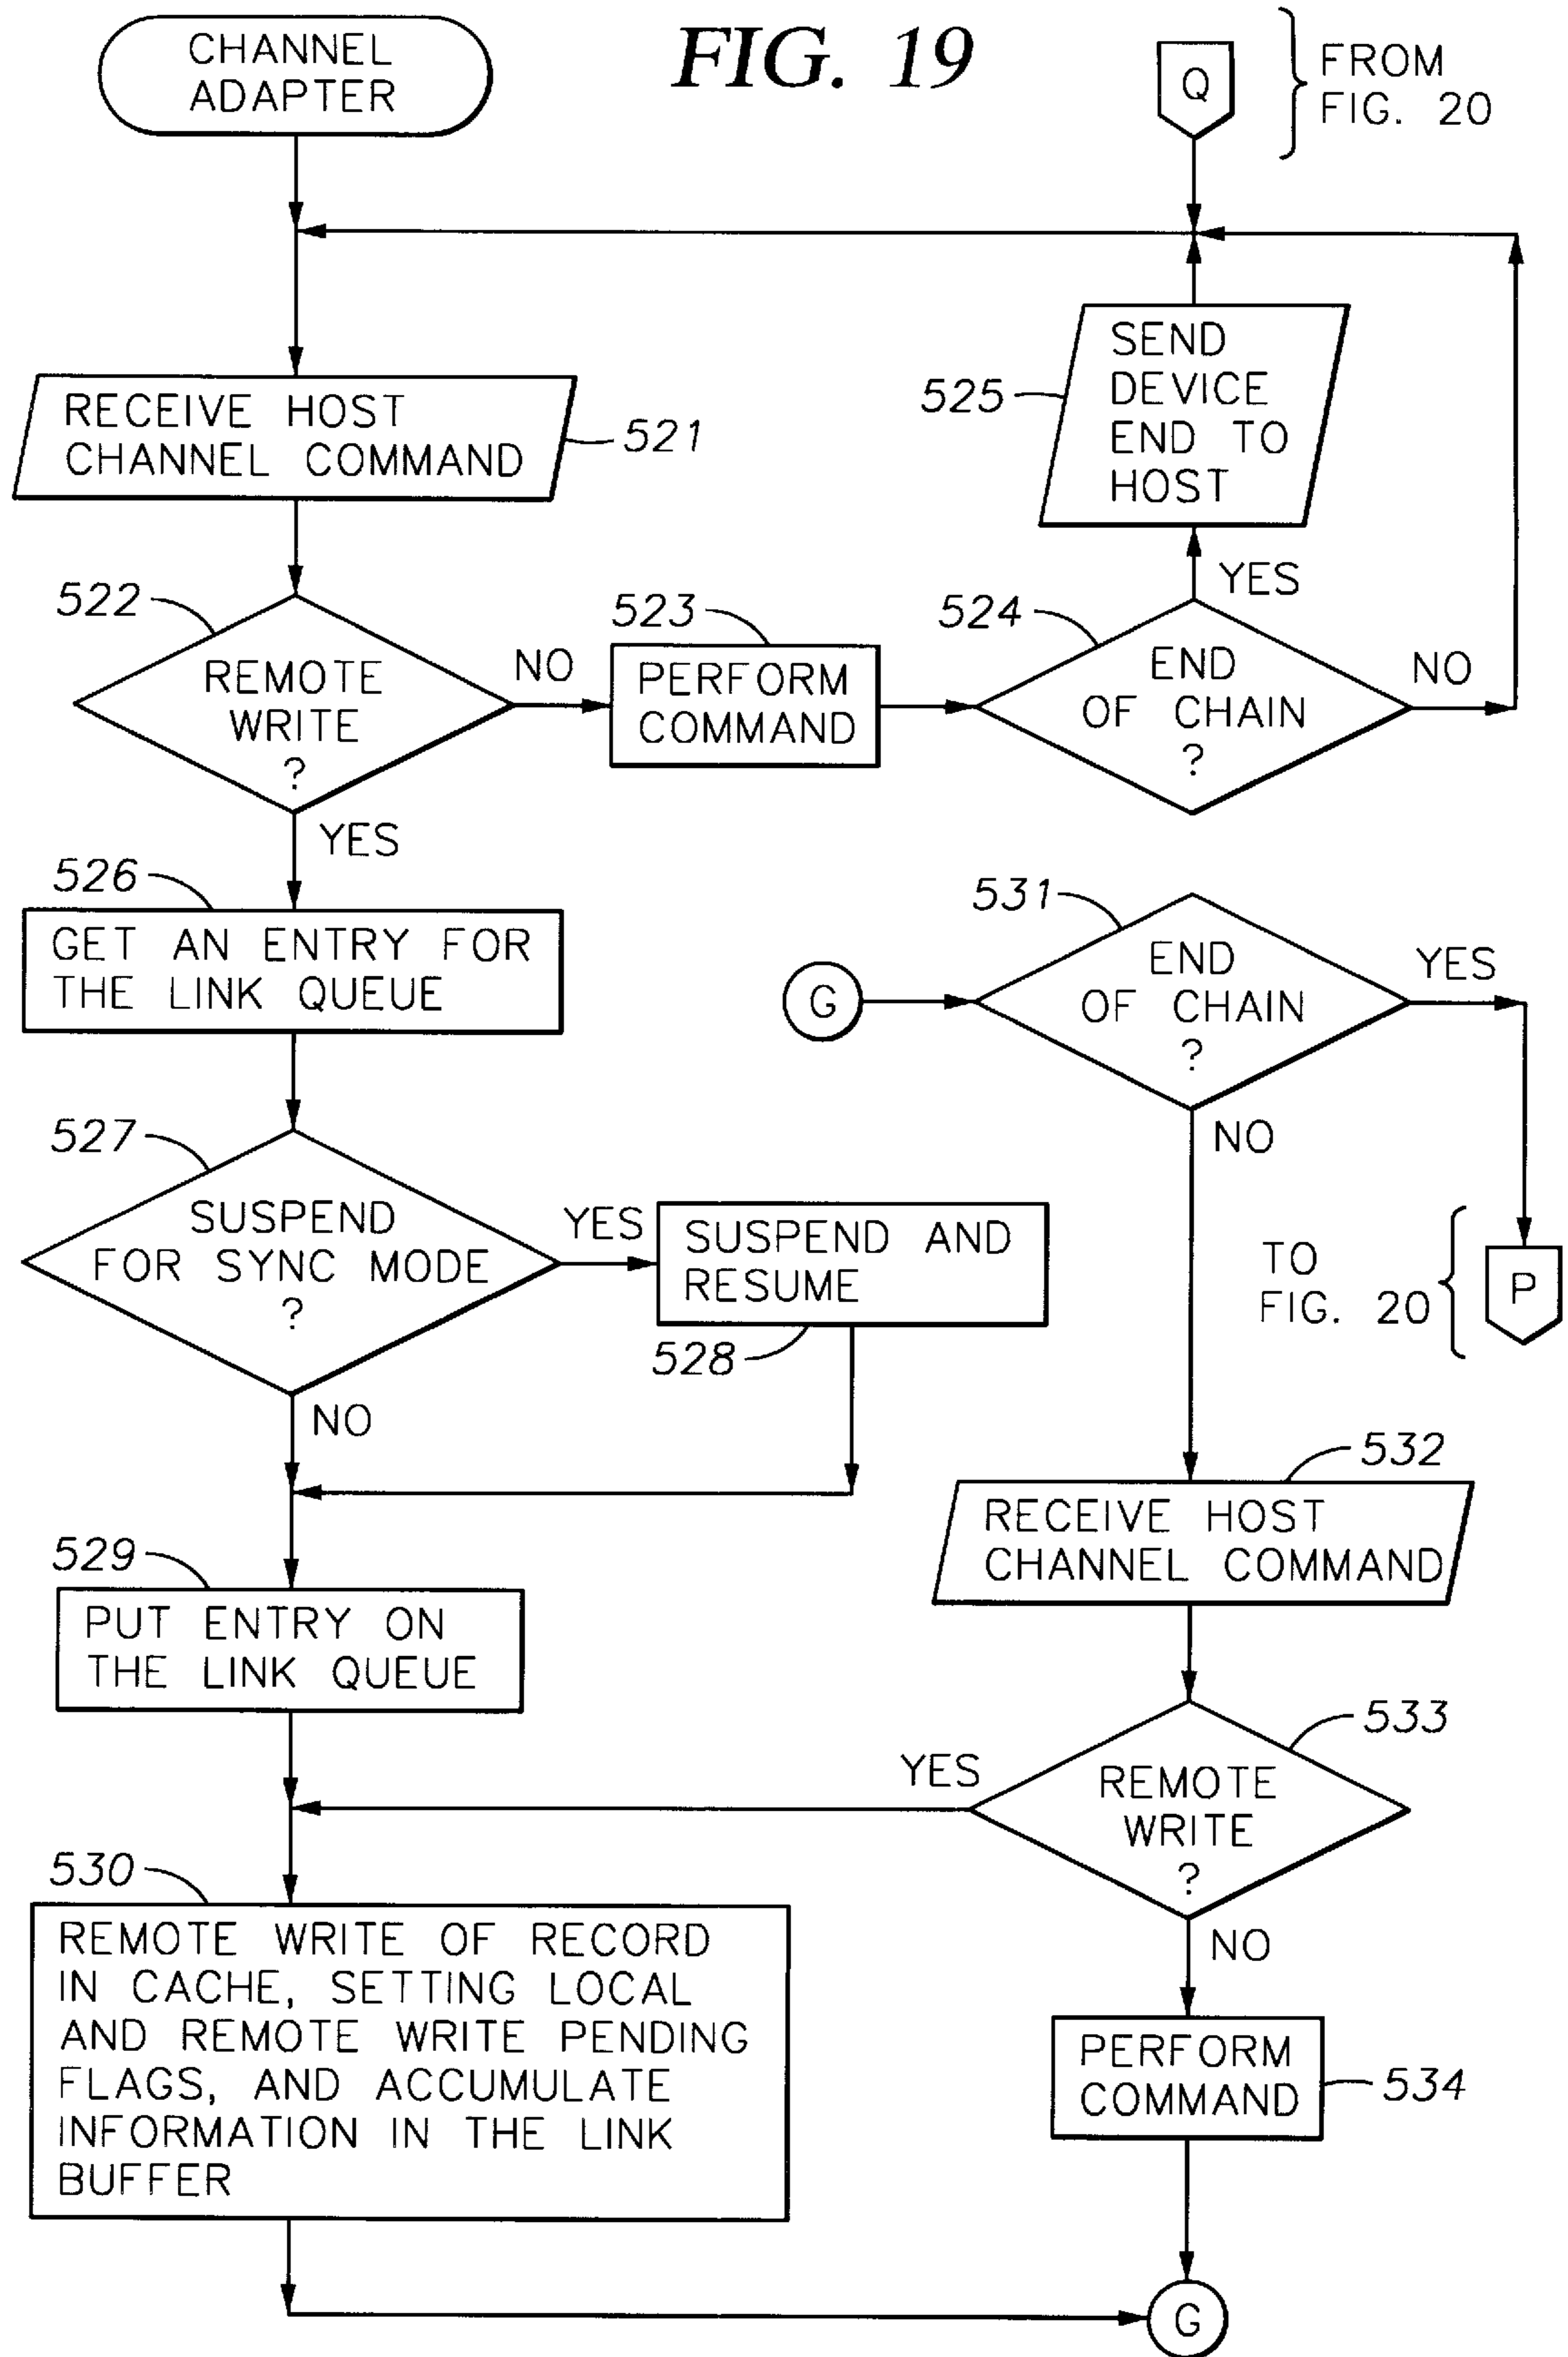 FIG. 19
CHANNEL
ADAPTER
Q
FROM
FIG. 20
RECEIVE HOST
CHANNEL COMMAND
521
SEND
DEVICE
END TO
HOST
525
522
REMOTE
WRITE
?
NO
YES
523
PERFORM
COMMAND
524
END
OF CHAIN
?
YES
NO
526
GET AN ENTRY FOR
THE LINK QUEUE
527
SUSPEND
FOR SYNC MODE
?
YES
NO
SUSPEND AND
RESUME
528
529
PUT ENTRY ON
THE LINK QUEUE
530
REMOTE WRITE OF RECORD
IN CACHE, SETTING LOCAL
AND REMOTE WRITE PENDING
FLAGS, AND ACCUMULATE
INFORMATION IN THE LINK
BUFFER
G
531
END
OF CHAIN
?
YES
NO
TO
FIG. 20
P
532
RECEIVE HOST
CHANNEL COMMAND
533
REMOTE
WRITE
?
YES
NO
PERFORM
COMMAND
534
G